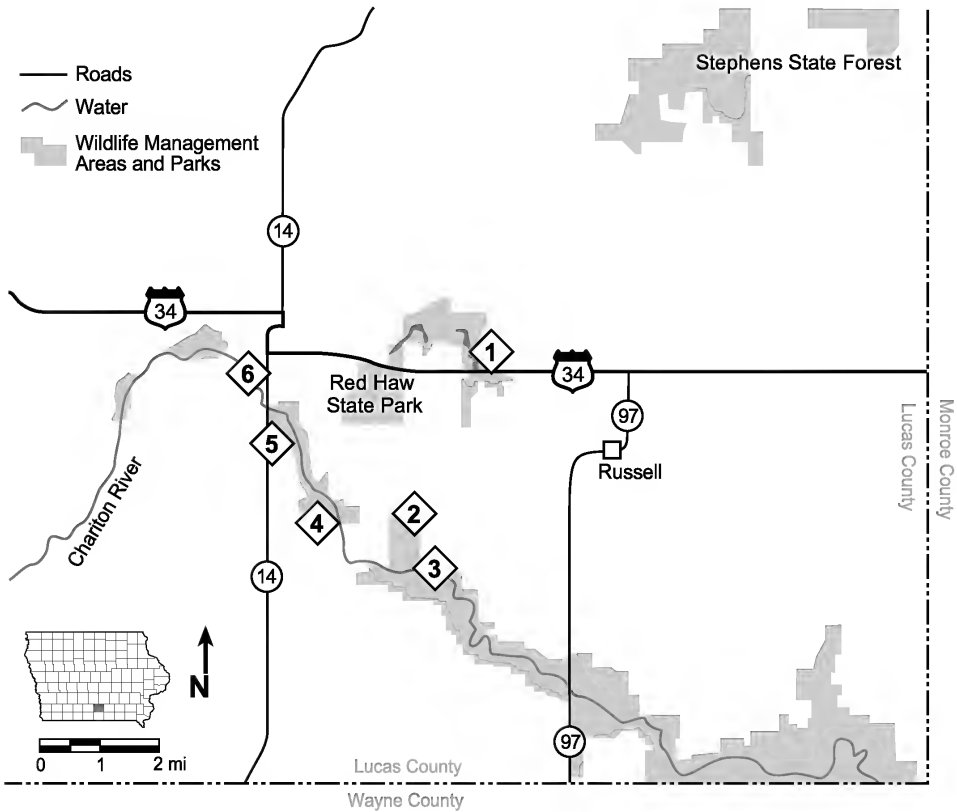 Roads
Water
Wildlife Management
Areas and Parks
Stephens State Forest
14
34
1
34
6
Red Haw
State Park
97
Lucas County
Monroe County
5
Russell
Chariton River
2
4
3
14
N
97
0 1 2 mi
Lucas County
Wayne County